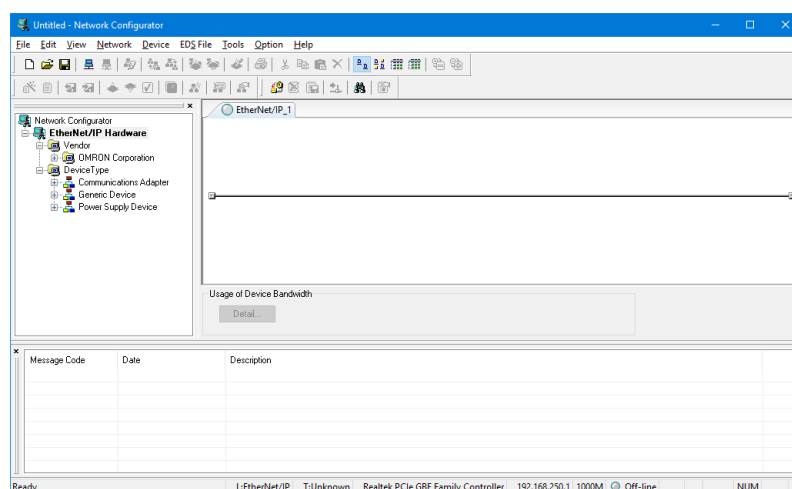 Untitled - Network Configurator
File Edit View Network Device EDS File Tools Option Help
EtherNet/IP_1
Network Configurator
EtherNet/IP Hardware
Vendor
OMRON Corporation
DeviceType
Communications Adapter
Generic Device
Power Supply Device
Usage of Device Bandwidth
Detail...
Message Code Date Description
Ready L:EtherNet/IP T:Unknown Realtek PCIe GBE Family Controller 192.168.250.1 1000M Off-line NUM